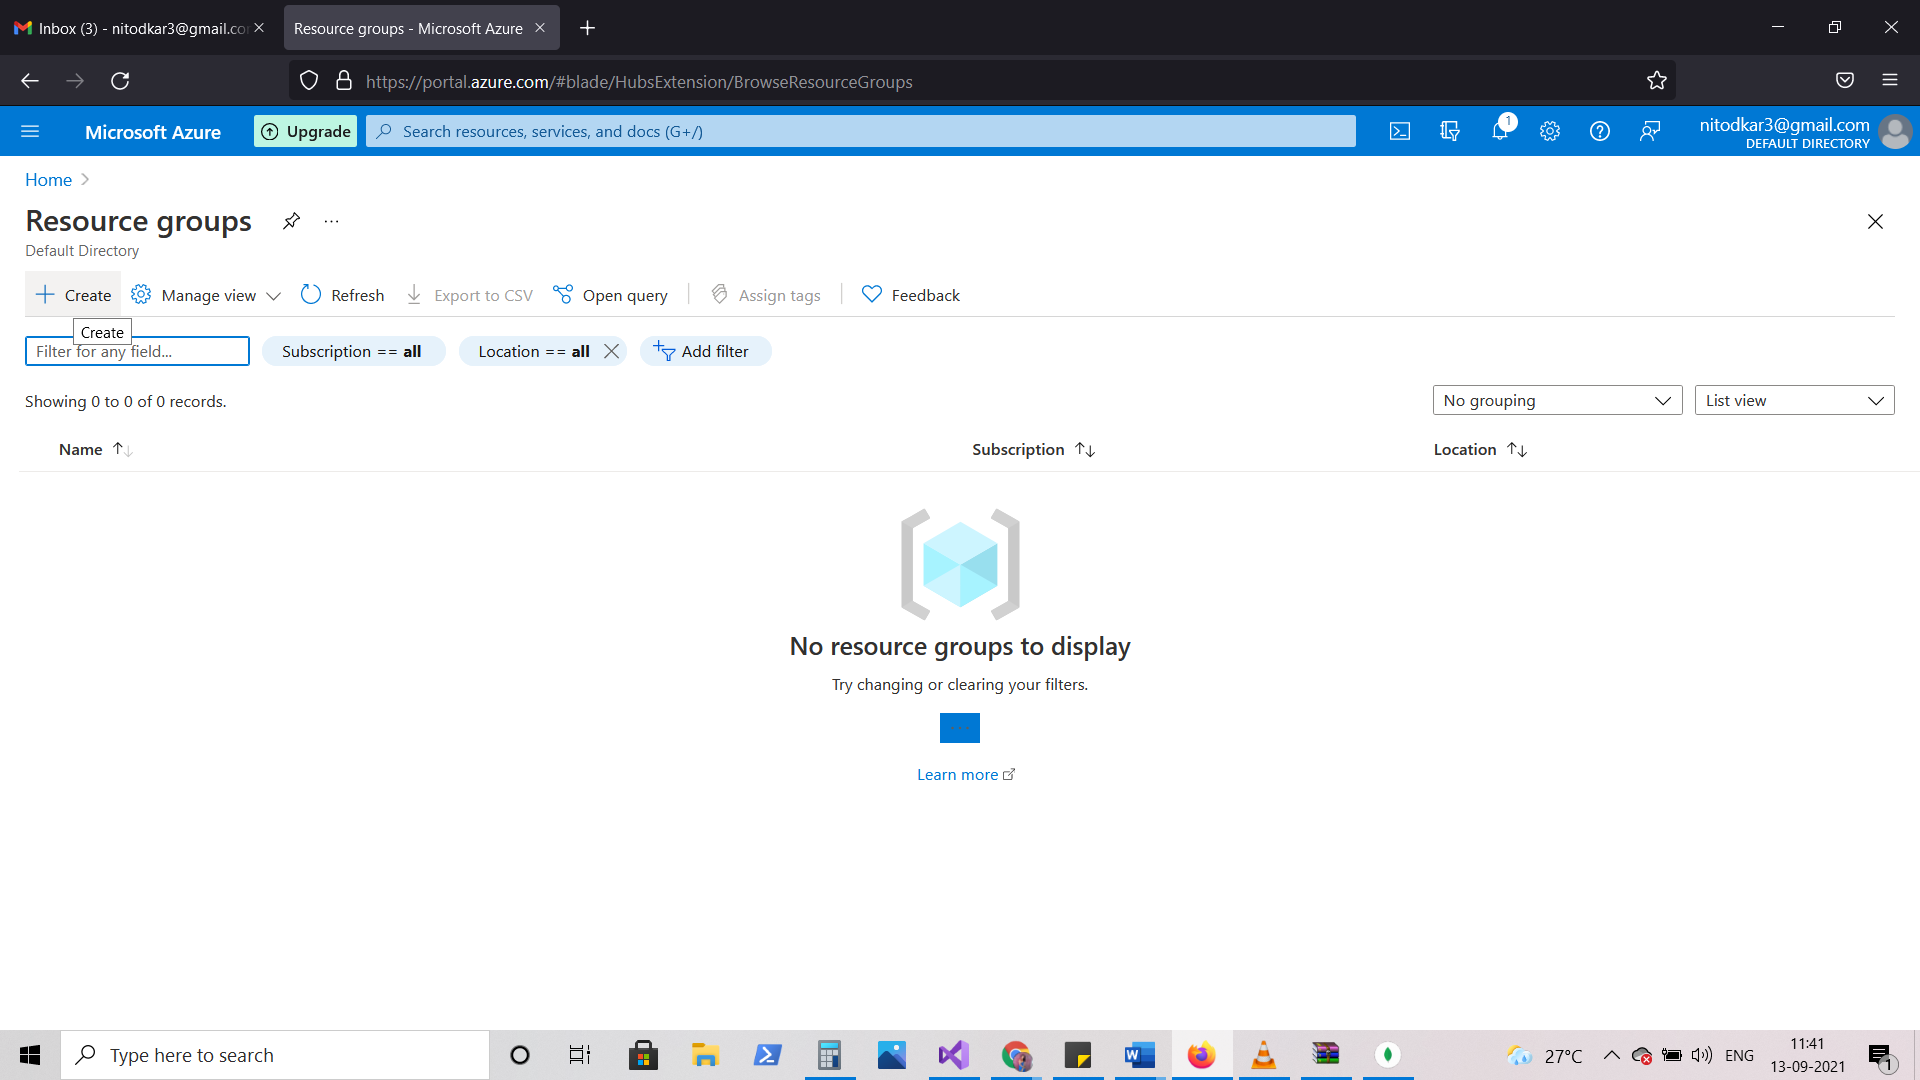 Inbox (3) - nitodkar3@gmail.co
Resource groups - Microsoft Azure
https://portal.azure.com/#blade/HubsExtension/BrowseResourceGroups
Microsoft Azure
Upgrade
Search resources, services, and docs (G+/)
1
nitodkar3@gmail.com
DEFAULT DIRECTORY
Home
Resource groups
Default Directory
Create
Manage view
Refresh
Export to CSV
Open query
Assign tags
Feedback
Create
Filter for any field...
Subscription == all
Location == all
Add filter
Showing 0 to 0 of 0 records.
No grouping
List view
Name
Subscription
Location
No resource groups to display
Try changing or clearing your filters.
Learn more
Type here to search
27°C
ENG
11:41
13-09-2021
1